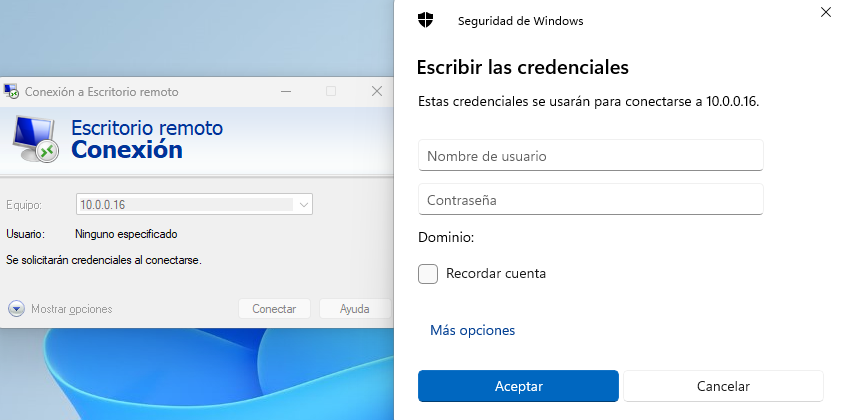 Conexión a Escritorio remoto
Escritorio remoto
Conexión
Equipo:
10.0.0.16
Usuario:
Ninguno especificado
Se solicitarán credenciales al conectarse.
Mostrar opciones
Conectar
Ayuda
Seguridad de Windows
Escribir las credenciales
Estas credenciales se usarán para conectarse a 10.0.0.16.
Nombre de usuario
Contraseña
Dominio:
Recordar cuenta
Más opciones
Aceptar
Cancelar